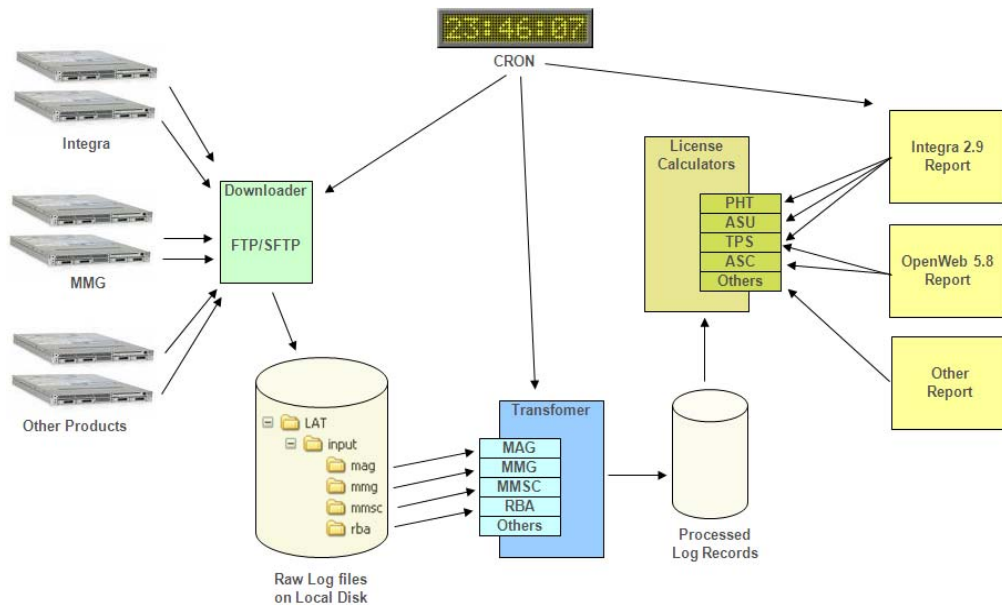 23:46:07
CRON
Integra
MMG
Other Products
Downloader
FTP/SFTP
License
Calculators
PHT
ASU
TPS
ASC
Others
Integra 2.9
Report
OpenWeb 5.8
Report
Other
Report
LAT
input
mag
mmg
mmsc
rba
Raw Log files
on Local Disk
Transfomer
MAG
MMG
MMSC
RBA
Others
Processed
Log Records